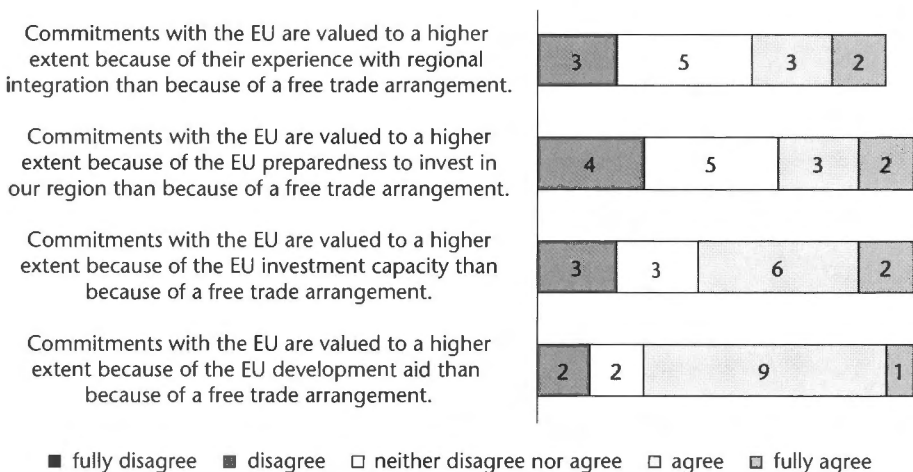 Commitments with the EU are valued to a higher
extent because of their experience with regional
integration than because of a free trade arrangement.
3 5 3 2
Commitments with the EU are valued to a higher
extent because of the EU preparedness to invest in
our region than because of a free trade arrangement.
4 5 3 2
Commitments with the EU are valued to a higher
extent because of the EU investment capacity than
because of a free trade arrangement.
3 3 6 2
Commitments with the EU are valued to a higher
extent because of the EU development aid than
because of a free trade arrangement.
2 2 9 1
fully disagree disagree neither disagree nor agree agree fully agree